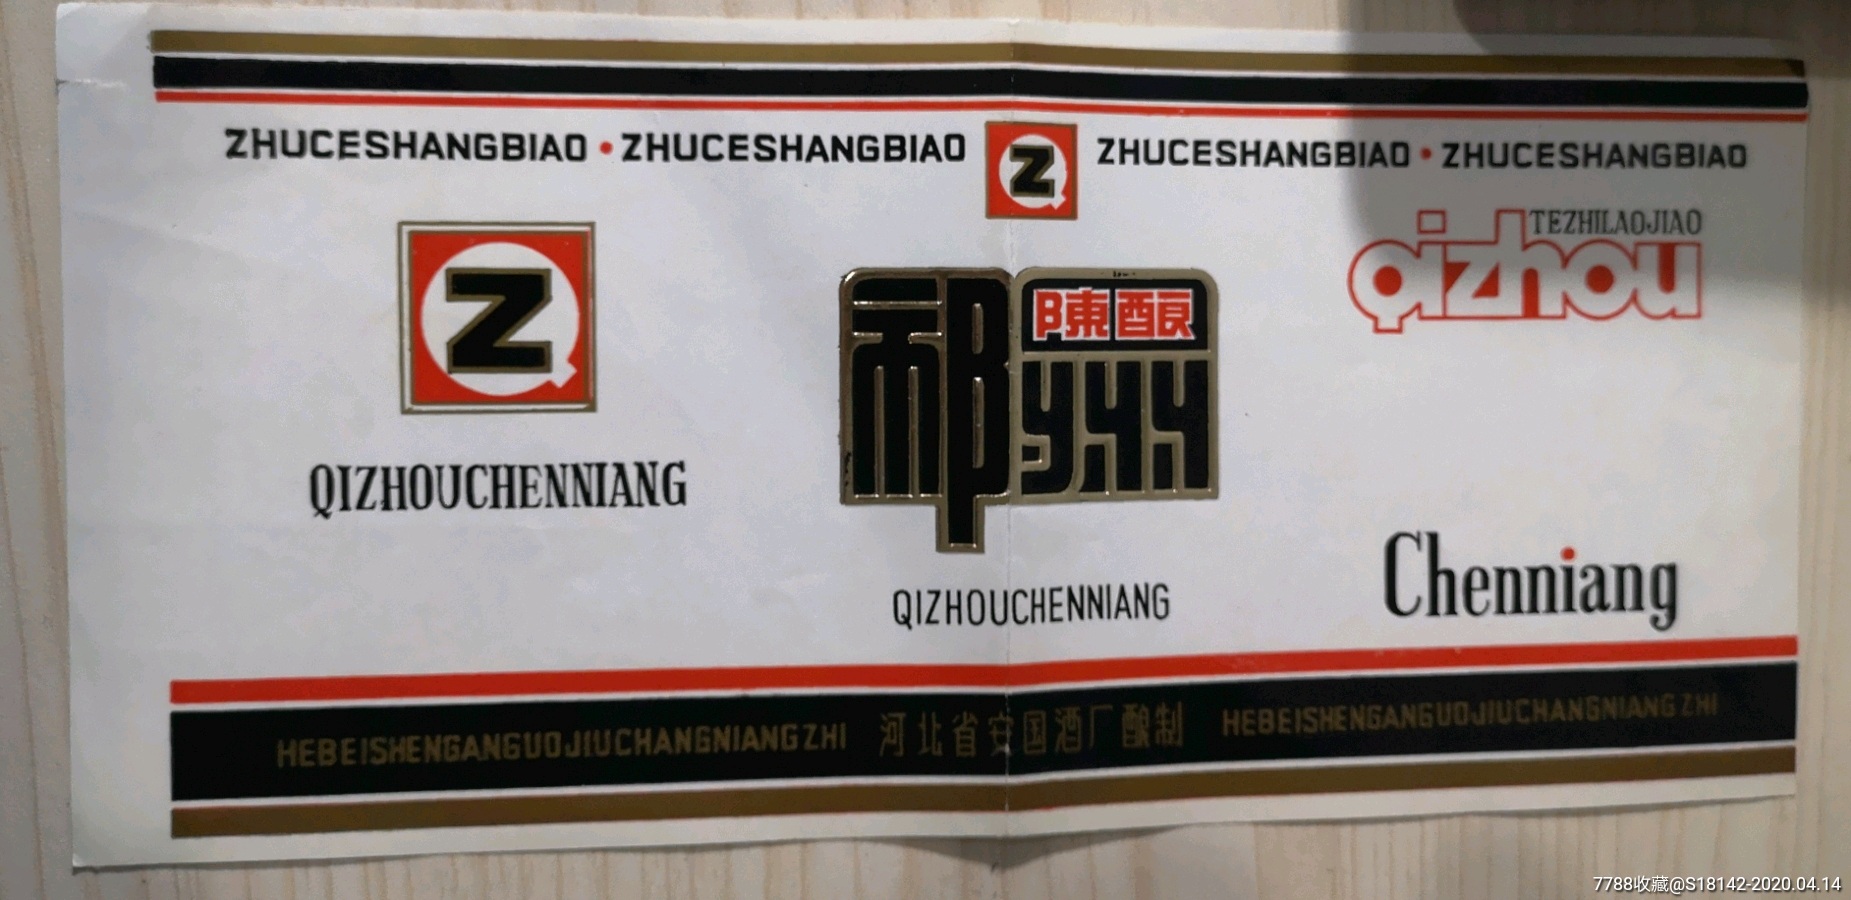 ZHUCESHANGBIAO • ZHUCESHANGBIAO
Z
ZHUCESHANGBIAO • ZHUCESHANGBIAO
Z
QIZHOUCHENNIANG
祁州
陳酿
QIZHOUCHENNIANG
TEZHILAOJIAO
qizhou
Chenniang
HEBEISHENGANGUOJIUCHANGNIANGZHI 河北省安国酒厂酿制 HEBEISHENGANGUOJIUCHANGNIANGZHI
7788收藏@S18142-2020.04.14